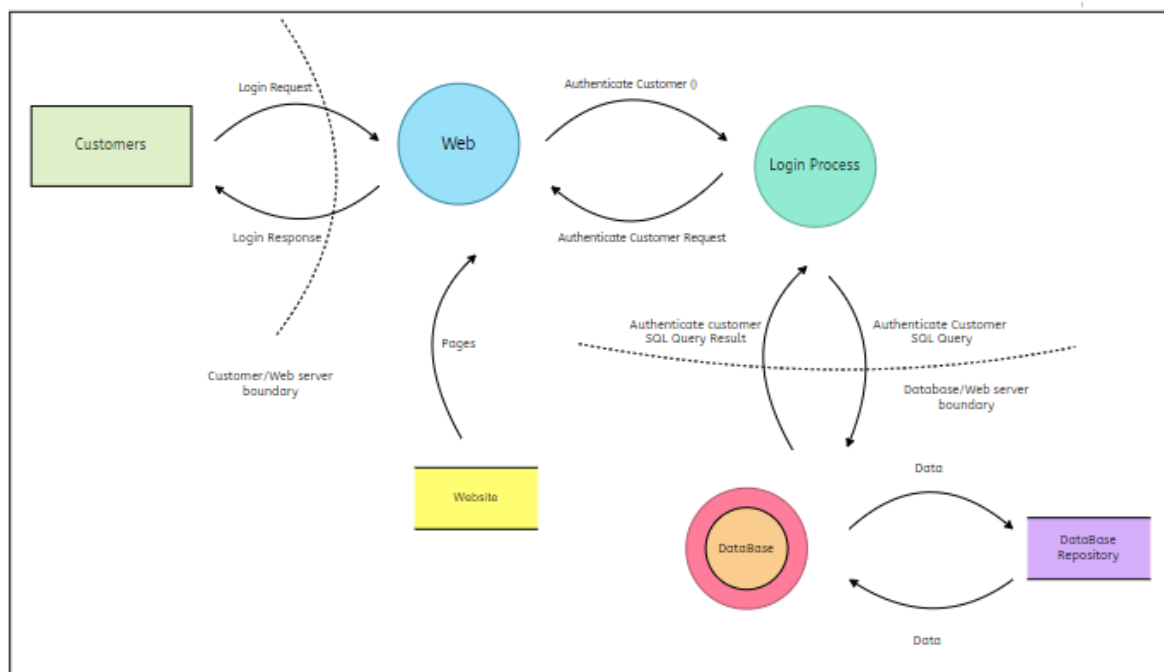 Login Request
Authenticate Customer ()
Customers
Web
Login Process
Login Response
Authenticate Customer Request
Authenticate customer
SQL Query Result
Authenticate Customer
SQL Query
Pages
Customer/Web server
boundary
Database/Web server
boundary
Data
Website
DataBase
DataBase
Repository
Data